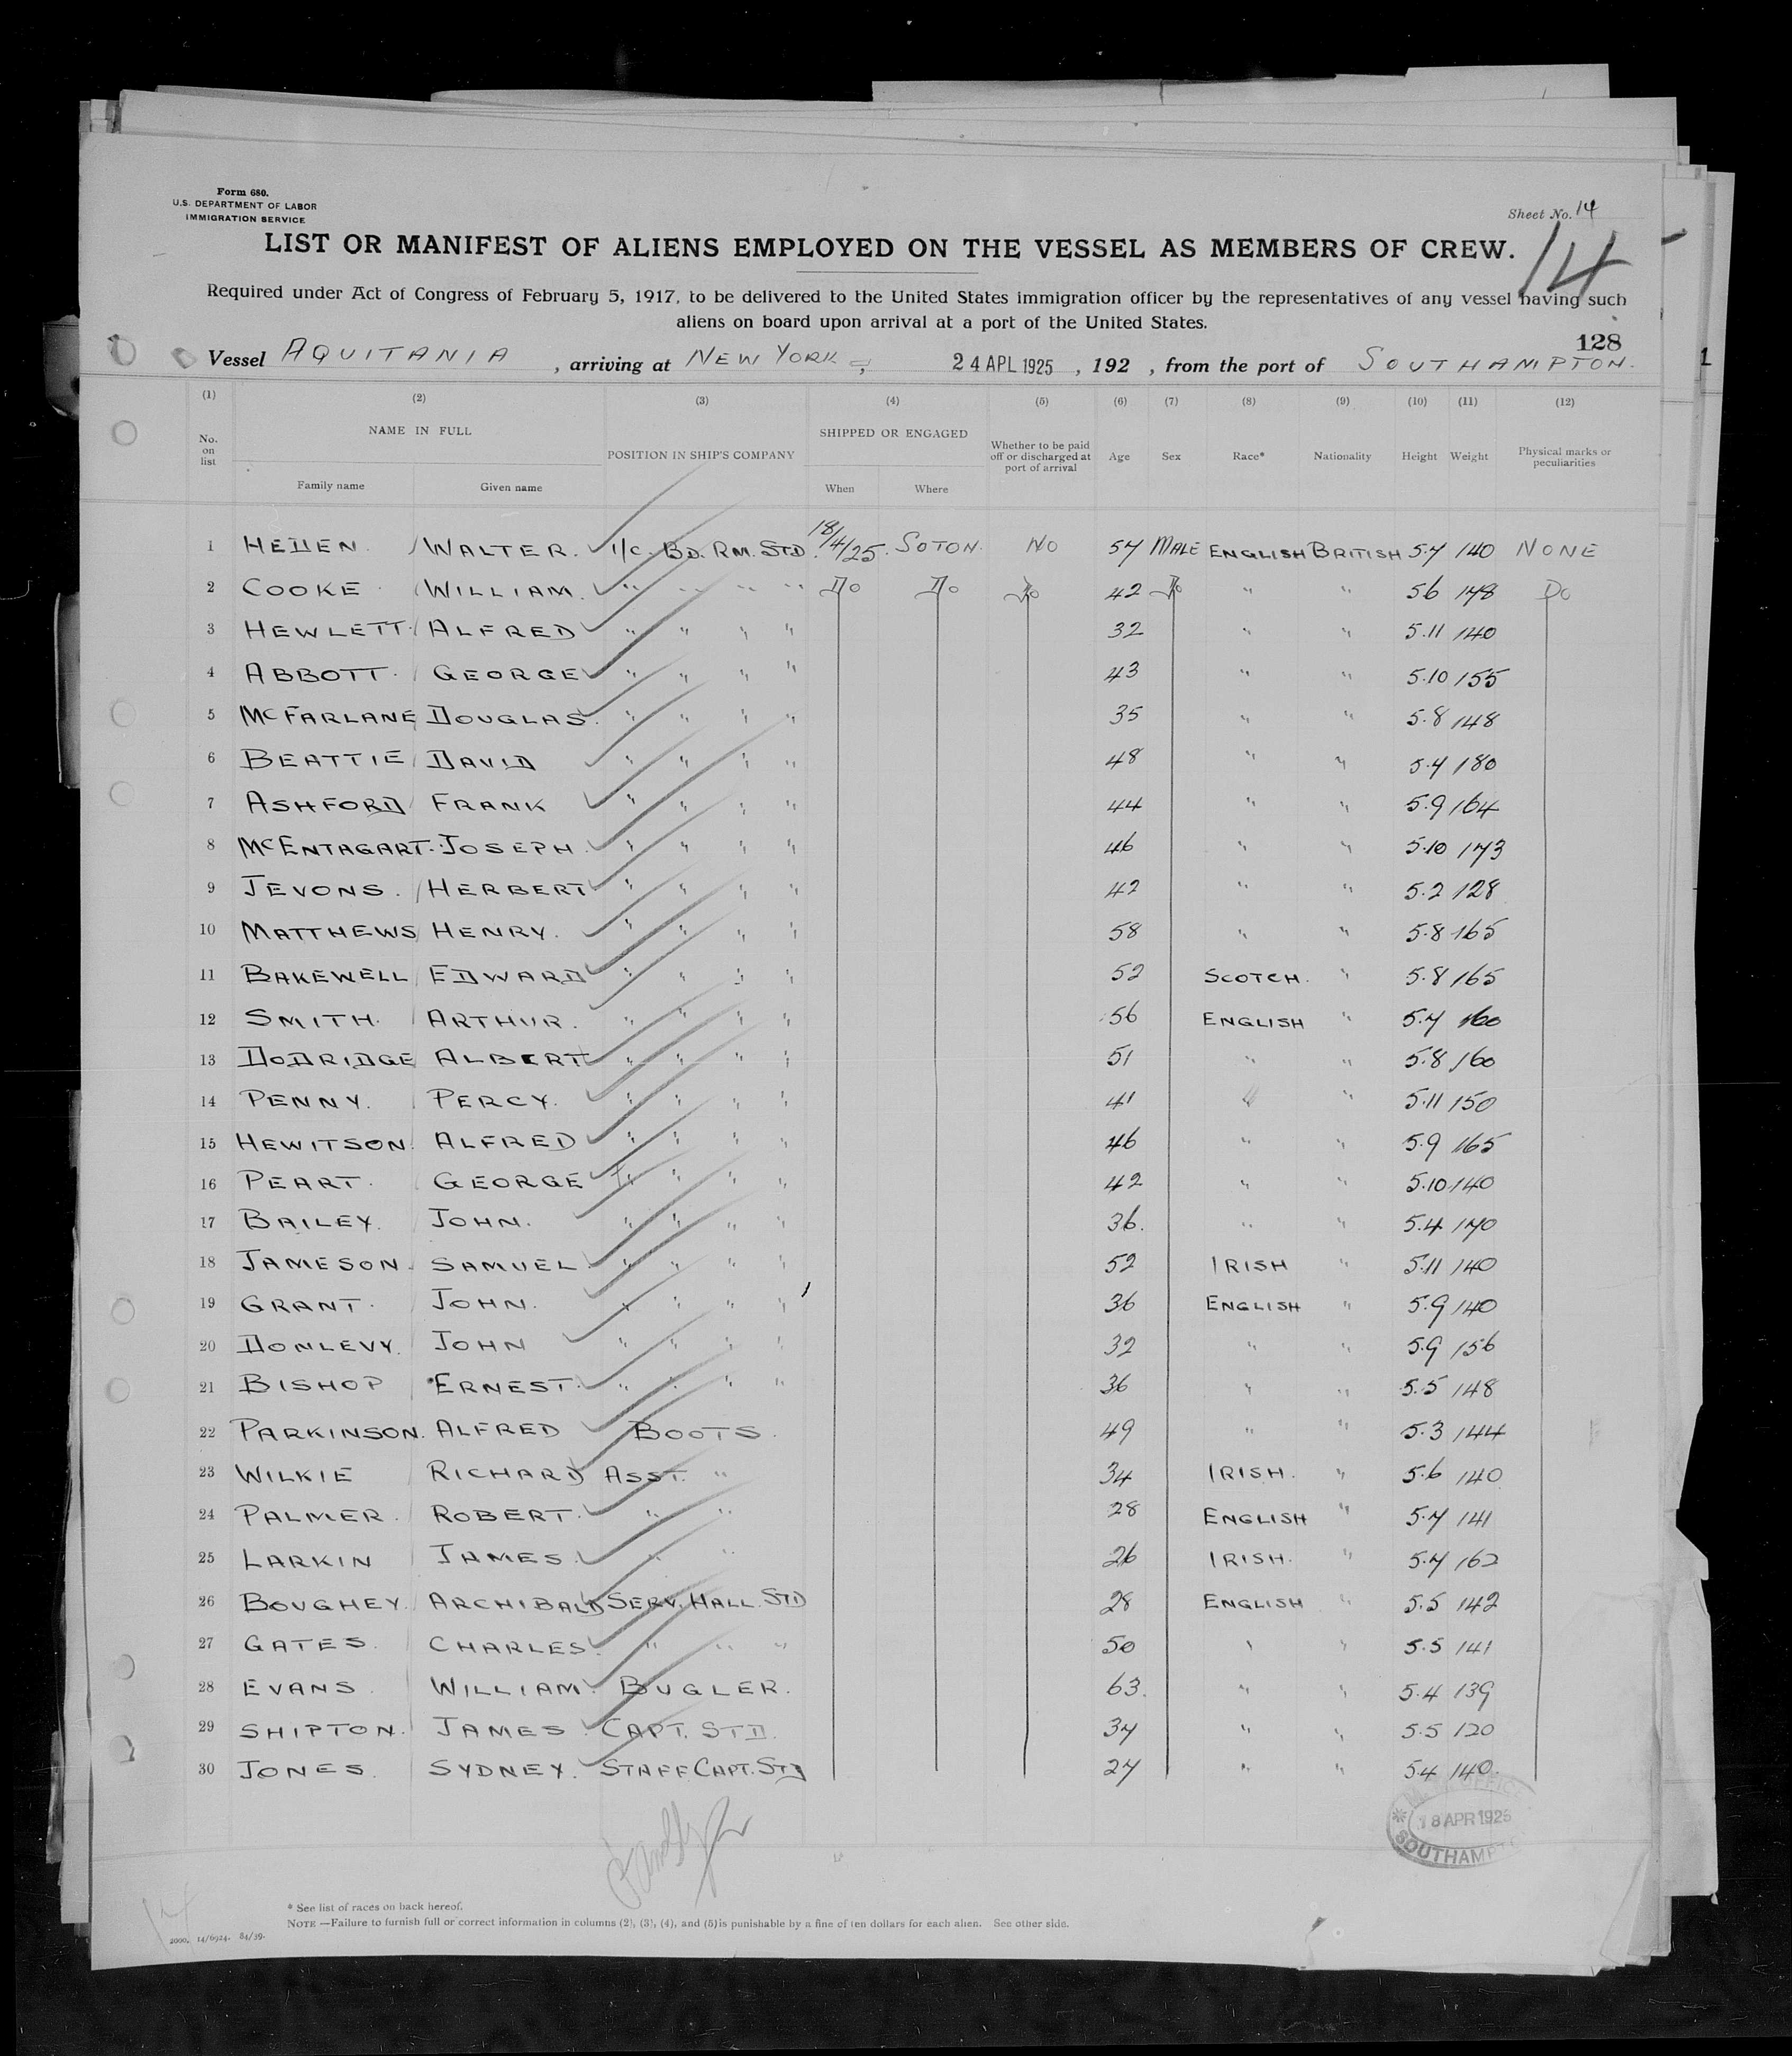 Form 680.
U.S. DEPARTMENT OF LABOR
IMMIGRATION SERVICE
Sheet No. 14
LIST OR MANIFEST OF ALIENS EMPLOYED ON THE VESSEL AS MEMBERS OF CREW.
14
Required under Act of Congress of February 5, 1917, to be delivered to the United States immigration officer by the representatives of any vessel having such
aliens on board upon arrival at a port of the United States.
128
Vessel AQUITANIA, arriving at NEW YORK, 24 APL 1925, 192 , from the port of SOUTHAMPTON.
(1) (2) (3) (4) (5) (6) (7) (8) (9) (10) (11) (12)
No. on list NAME IN FULL POSITION IN SHIP'S COMPANY SHIPPED OR ENGAGED Whether to be paid off or discharged at port of arrival Age Sex Race* Nationality Height Weight Physical marks or peculiarities
Family name Given name When Where
1 WALTER. 1/C. BD. RM. STD. 18/4/25. SOTON. NO 57 MALE ENGLISH BRITISH 5.7 140 NONE
2 COOKE WILLIAM. " " " " Do Do Do 42 Do " " 56 178 Do
3 HEWLETT. ALFRED " " " " 32 " " 5.11 140
4 ABBOTT. GEORGE " " " " 43 " " 5.10 155
5 McFARLANE DOUGLAS. " " " " 35 " " 5.8 148
6 BEATTIE DAVID " " " " 48 " " 5.7 180
7 ASHFORD FRANK " " " " 44 " " 5.9 164
8 McENTAGART. JOSEPH. " " " " 46 " " 5.10 173
9 JEVONS. HERBERT " " " " 42 " " 5.2 128
10 MATTHEWS HENRY. " " " " 58 " " 5.8 165
11 BAKEWELL EDWARD " " " " 52 SCOTCH. " 5.8 165
12 SMITH. ARTHUR. " " " " 56 ENGLISH " 5.7 160
13 DODRIDGE ALBERT " " " " 51 " " 5.8 160
14 PENNY. PERCY. " " " " 41 " " 5.11 150
15 HEWITSON. ALFRED " " " " 46 " " 5.9 165
16 PEART. GEORGE " " " " 42 " " 5.10 140
17 BAILEY. JOHN. " " " " 36. " " 5.4 170
18 JAMESON. SAMUEL. " " " " 52 IRISH " 5.11 140
19 GRANT. JOHN. " " " " 36 ENGLISH " 5.9 140
20 DONLEVY. JOHN " " " " 32 " " 5.9 156
21 BISHOP ERNEST. " " " " 36 " " 5.5 148
22 PARKINSON. ALFRED BOOTS. 49 " " 5.3 144
23 WILKIE RICHARD ASST. " 34 IRISH. " 5.6 140
24 PALMER. ROBERT. " " 28 ENGLISH " 5.7 141
25 LARKIN JAMES. " " 26 IRISH. " 5.7 162
26 BOUGHEY. ARCHIBALD SERV. HALL. STD 28 ENGLISH " 5.5 142
27 GATES. CHARLES. " " " 50 " " 5.5 141
28 EVANS. WILLIAM. BUGLER. 63. " " 5.4 139
29 SHIPTON. JAMES. CAPT. STD. 37 " " 5.5 120
30 JONES. SYDNEY. STAFF CAPT. STD 27 " " 5.4 140.
18 APR 1925
SOUTHAMPTON
* See list of races on back hereof.
NOTE—Failure to furnish full or correct information in columns (2), (3), (4), and (5) is punishable by a fine of ten dollars for each alien. See other side.
2000. 14/6924. 84/39.